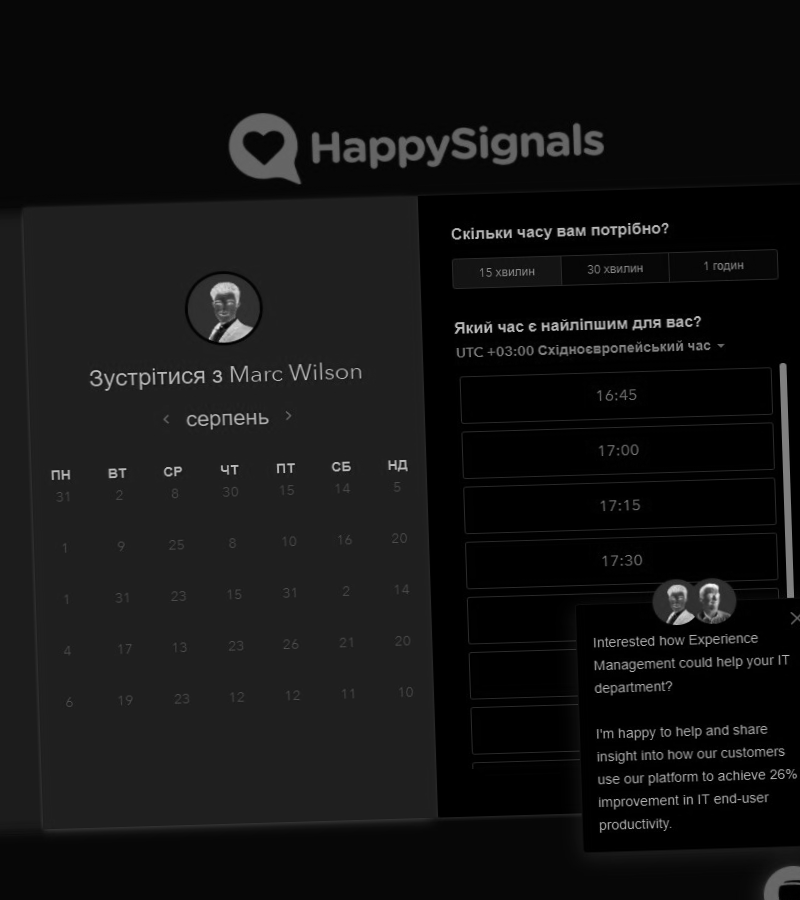 HappySignals
Зустрітися з Marc Wilson
серпень
ПН ВТ СР ЧТ ПТ СБ НД
31 2 8 30 15 14 5
1 9 25 8 10 16 20
1 31 23 15 31 2 14
4 17 13 23 26 21 20
6 19 23 12 12 11 10
Скільки часу вам потрібно?
15 хвилин 30 хвилин 1 годин
Який час є найліпшим для вас?
UTC +03:00 Східноєвропейський час
16:45
17:00
17:15
17:30
Interested how Experience
Management could help your IT
department?
I'm happy to help and share
insight into how our customers
use our platform to achieve 26%
improvement in IT end-user
productivity.